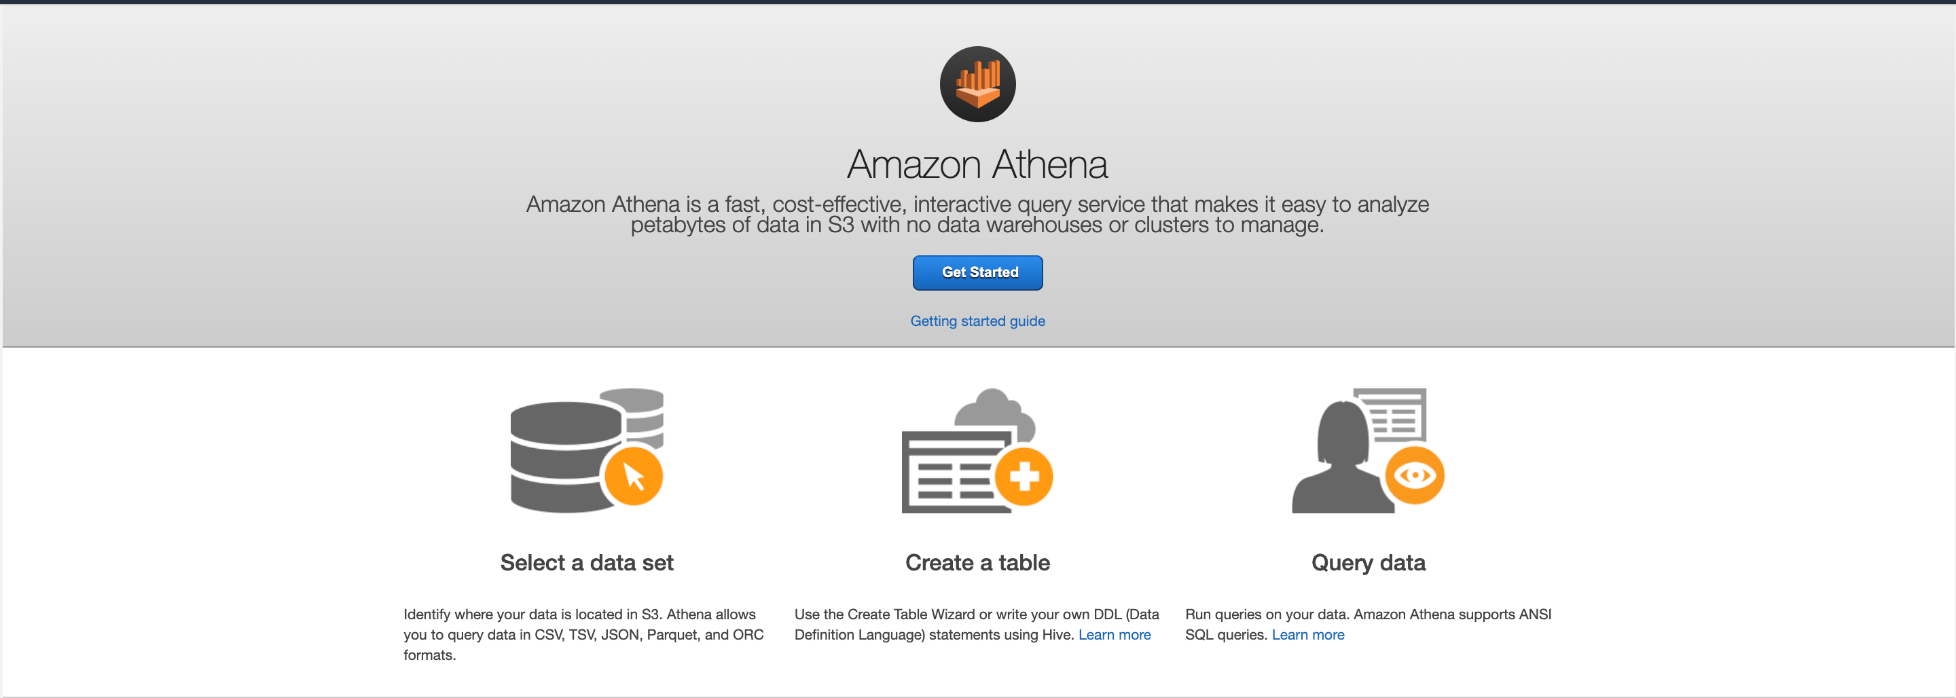 Amazon Athena
Amazon Athena is a fast, cost-effective, interactive query service that makes it easy to analyze
petabytes of data in S3 with no data warehouses or clusters to manage.
Get Started
Getting started guide
Select a data set
Identify where your data is located in S3. Athena allows
you to query data in CSV, TSV, JSON, Parquet, and ORC
formats.
Create a table
Use the Create Table Wizard or write your own DDL (Data
Definition Language) statements using Hive. Learn more
Query data
Run queries on your data. Amazon Athena supports ANSI
SQL queries. Learn more